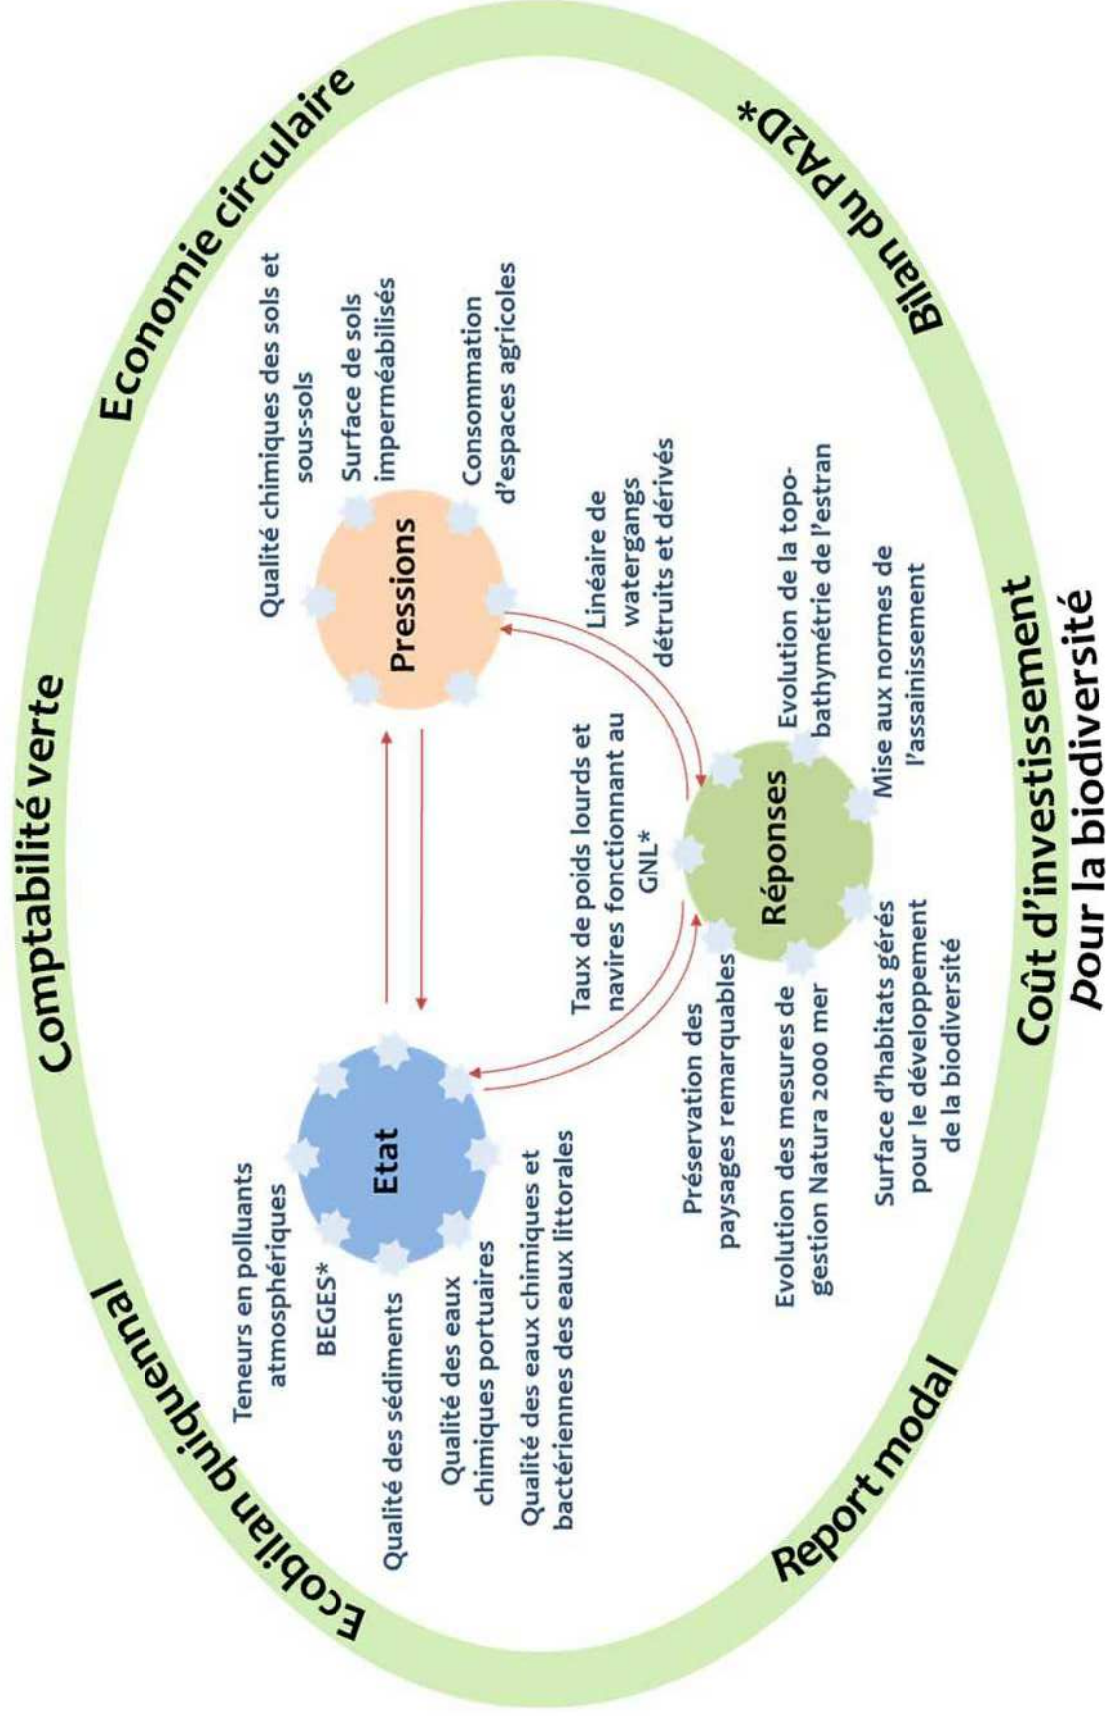 Comptabilité verte
Ecobilan quiquennal
Economie circulaire
Teneurs en polluants
atmosphériques
BEGES*
Qualité des sédiments
Qualité des eaux
chimiques portuaires
Qualité des eaux chimiques et
bactériennes des eaux littorales
Etat
Qualité chimiques des sols et
sous-sols
Surface de sols
imperméabilisés
Consommation
d'espaces agricoles
Pressions
Linéaire de
watergangs
détruits et dérivés
Taux de poids lourds et
navires fonctionnant au
GNL*
Préservation des
paysages remarquables
Evolution des mesures de
gestion Natura 2000 mer
Surface d'habitats gérés
pour le développement
de la biodiversité
Réponses
Evolution de la topo-
bathymétrie de l'estran
Mise aux normes de
l'assainissement
Report modal
Coût d'investissement
pour la biodiversité
Bilan du PA2D*